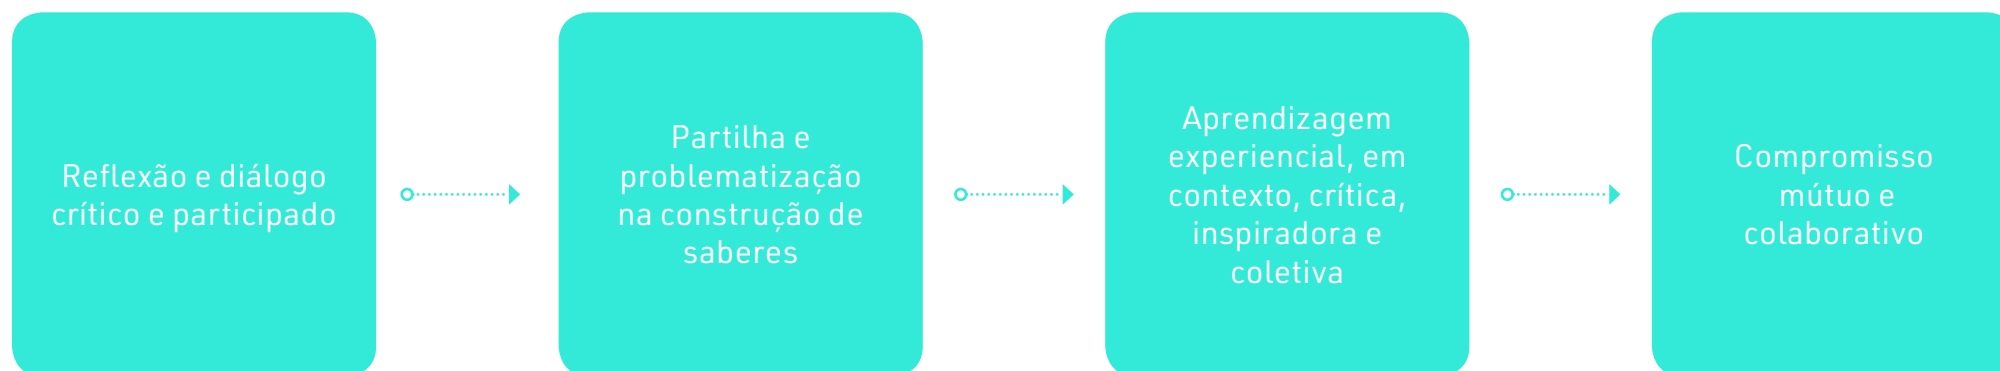 Reflexão e diálogo
crítico e participado
Partilha e
problematização
na construção de
saberes
Aprendizagem
experiencial, em
contexto, crítica,
inspiradora e
coletiva
Compromisso
mútuo e
colaborativo